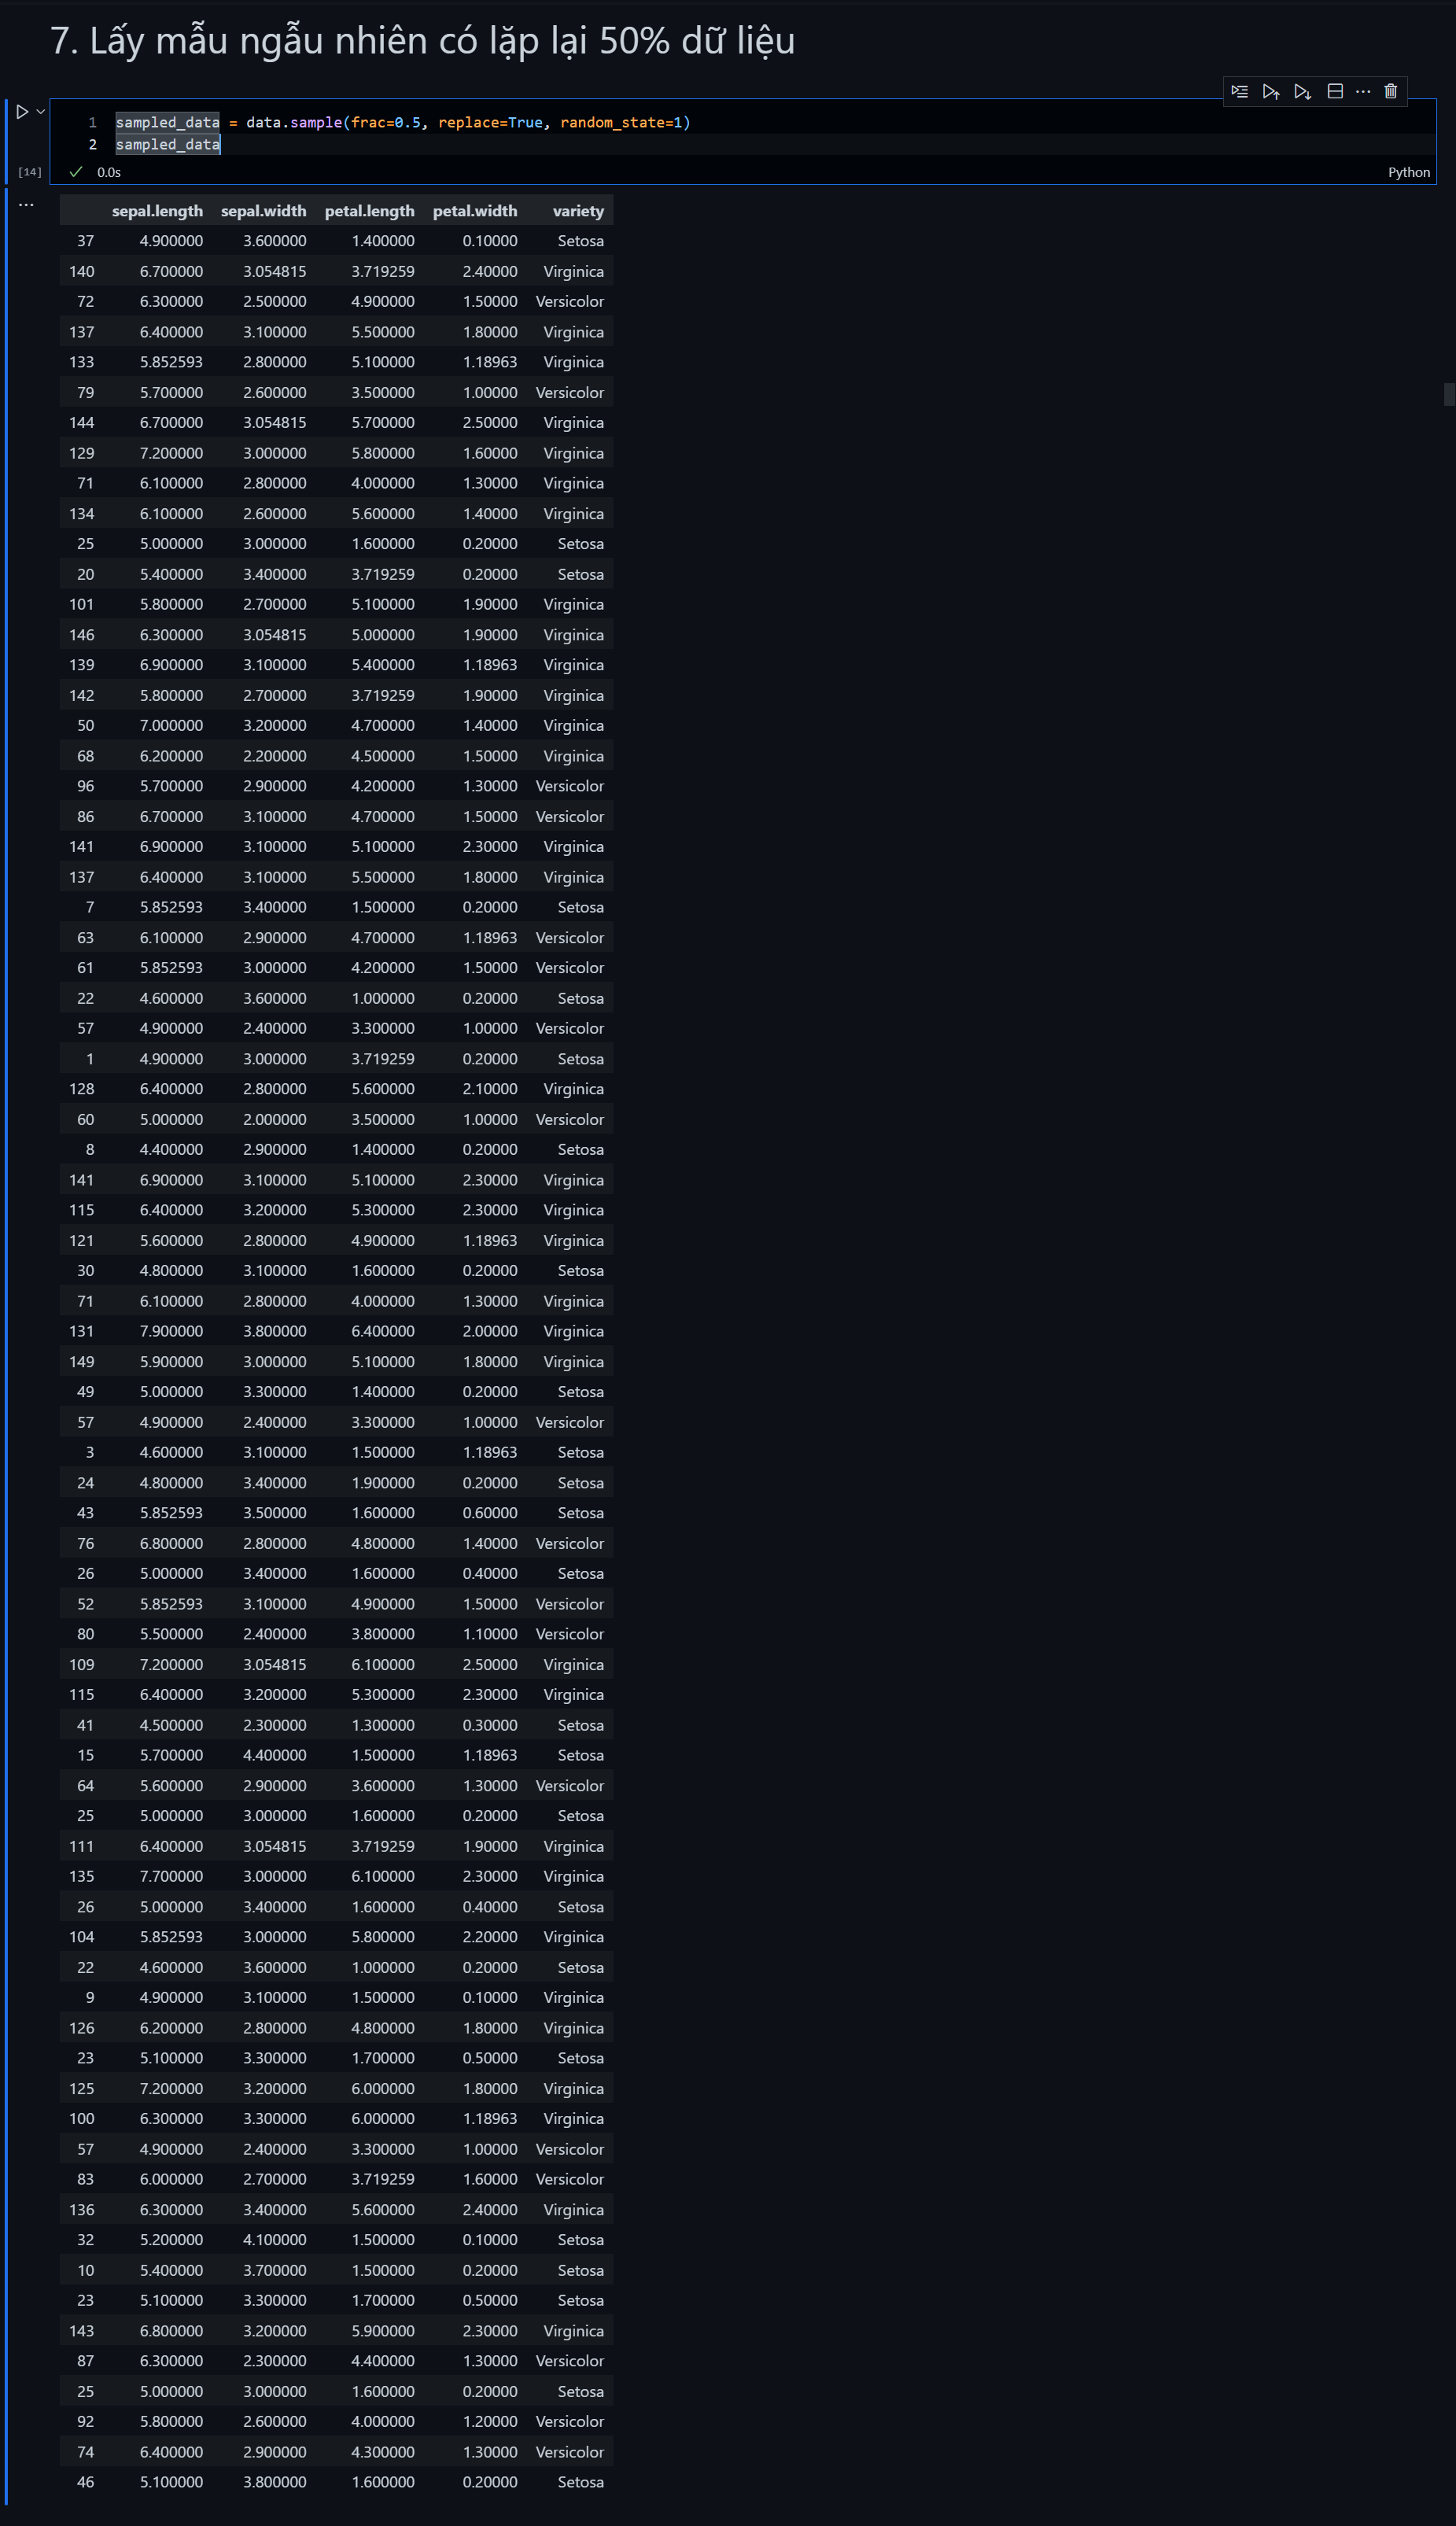 7. Lấy mẫu ngẫu nhiên có lặp lại 50% dữ liệu
1 sampled_data = data.sample(frac=0.5, replace=True, random_state=1)
2 sampled_data
[14] 0.0s Python
sepal.length sepal.width petal.length petal.width variety
37 4.900000 3.600000 1.400000 0.10000 Setosa
140 6.700000 3.054815 3.719259 2.40000 Virginica
72 6.300000 2.500000 4.900000 1.50000 Versicolor
137 6.400000 3.100000 5.500000 1.80000 Virginica
133 5.852593 2.800000 5.100000 1.18963 Virginica
79 5.700000 2.600000 3.500000 1.00000 Versicolor
144 6.700000 3.054815 5.700000 2.50000 Virginica
129 7.200000 3.000000 5.800000 1.60000 Virginica
71 6.100000 2.800000 4.000000 1.30000 Virginica
134 6.100000 2.600000 5.600000 1.40000 Virginica
25 5.000000 3.000000 1.600000 0.20000 Setosa
20 5.400000 3.400000 3.719259 0.20000 Setosa
101 5.800000 2.700000 5.100000 1.90000 Virginica
146 6.300000 3.054815 5.000000 1.90000 Virginica
139 6.900000 3.100000 5.400000 1.18963 Virginica
142 5.800000 2.700000 3.719259 1.90000 Virginica
50 7.000000 3.200000 4.700000 1.40000 Virginica
68 6.200000 2.200000 4.500000 1.50000 Virginica
96 5.700000 2.900000 4.200000 1.30000 Versicolor
86 6.700000 3.100000 4.700000 1.50000 Versicolor
141 6.900000 3.100000 5.100000 2.30000 Virginica
137 6.400000 3.100000 5.500000 1.80000 Virginica
7 5.852593 3.400000 1.500000 0.20000 Setosa
63 6.100000 2.900000 4.700000 1.18963 Versicolor
61 5.852593 3.000000 4.200000 1.50000 Versicolor
22 4.600000 3.600000 1.000000 0.20000 Setosa
57 4.900000 2.400000 3.300000 1.00000 Versicolor
1 4.900000 3.000000 3.719259 0.20000 Setosa
128 6.400000 2.800000 5.600000 2.10000 Virginica
60 5.000000 2.000000 3.500000 1.00000 Versicolor
8 4.400000 2.900000 1.400000 0.20000 Setosa
141 6.900000 3.100000 5.100000 2.30000 Virginica
115 6.400000 3.200000 5.300000 2.30000 Virginica
121 5.600000 2.800000 4.900000 1.18963 Virginica
30 4.800000 3.100000 1.600000 0.20000 Setosa
71 6.100000 2.800000 4.000000 1.30000 Virginica
131 7.900000 3.800000 6.400000 2.00000 Virginica
149 5.900000 3.000000 5.100000 1.80000 Virginica
49 5.000000 3.300000 1.400000 0.20000 Setosa
57 4.900000 2.400000 3.300000 1.00000 Versicolor
3 4.600000 3.100000 1.500000 1.18963 Setosa
24 4.800000 3.400000 1.900000 0.20000 Setosa
43 5.852593 3.500000 1.600000 0.60000 Setosa
76 6.800000 2.800000 4.800000 1.40000 Versicolor
26 5.000000 3.400000 1.600000 0.40000 Setosa
52 5.852593 3.100000 4.900000 1.50000 Versicolor
80 5.500000 2.400000 3.800000 1.10000 Versicolor
109 7.200000 3.054815 6.100000 2.50000 Virginica
115 6.400000 3.200000 5.300000 2.30000 Virginica
41 4.500000 2.300000 1.300000 0.30000 Setosa
15 5.700000 4.400000 1.500000 1.18963 Setosa
64 5.600000 2.900000 3.600000 1.30000 Versicolor
25 5.000000 3.000000 1.600000 0.20000 Setosa
111 6.400000 3.054815 3.719259 1.90000 Virginica
135 7.700000 3.000000 6.100000 2.30000 Virginica
26 5.000000 3.400000 1.600000 0.40000 Setosa
104 5.852593 3.000000 5.800000 2.20000 Virginica
22 4.600000 3.600000 1.000000 0.20000 Setosa
9 4.900000 3.100000 1.500000 0.10000 Virginica
126 6.200000 2.800000 4.800000 1.80000 Virginica
23 5.100000 3.300000 1.700000 0.50000 Setosa
125 7.200000 3.200000 6.000000 1.80000 Virginica
100 6.300000 3.300000 6.000000 1.18963 Virginica
57 4.900000 2.400000 3.300000 1.00000 Versicolor
83 6.000000 2.700000 3.719259 1.60000 Versicolor
136 6.300000 3.400000 5.600000 2.40000 Virginica
32 5.200000 4.100000 1.500000 0.10000 Setosa
10 5.400000 3.700000 1.500000 0.20000 Setosa
23 5.100000 3.300000 1.700000 0.50000 Setosa
143 6.800000 3.200000 5.900000 2.30000 Virginica
87 6.300000 2.300000 4.400000 1.30000 Versicolor
25 5.000000 3.000000 1.600000 0.20000 Setosa
92 5.800000 2.600000 4.000000 1.20000 Versicolor
74 6.400000 2.900000 4.300000 1.30000 Versicolor
46 5.100000 3.800000 1.600000 0.20000 Setosa